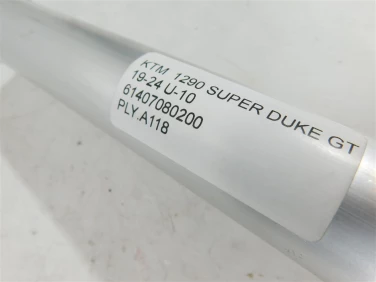 KTM 1290 SUPER DUKE GT
19-24 U-10
61407080200
PLY.A118